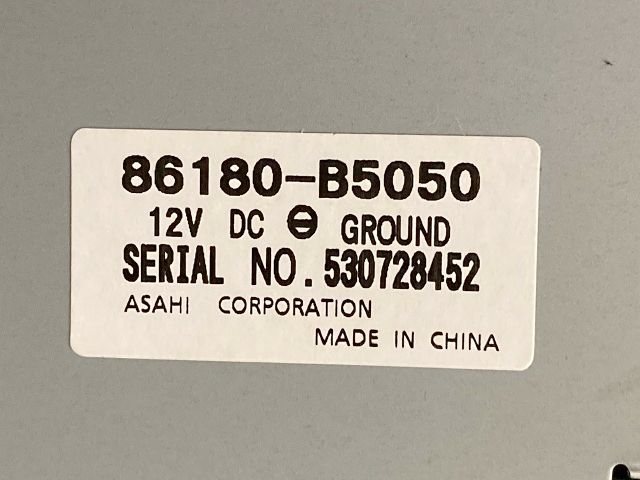 86180-B5050
12V DC ⊖ GROUND
SERIAL NO. 530728452
ASAHI CORPORATION
MADE IN CHINA